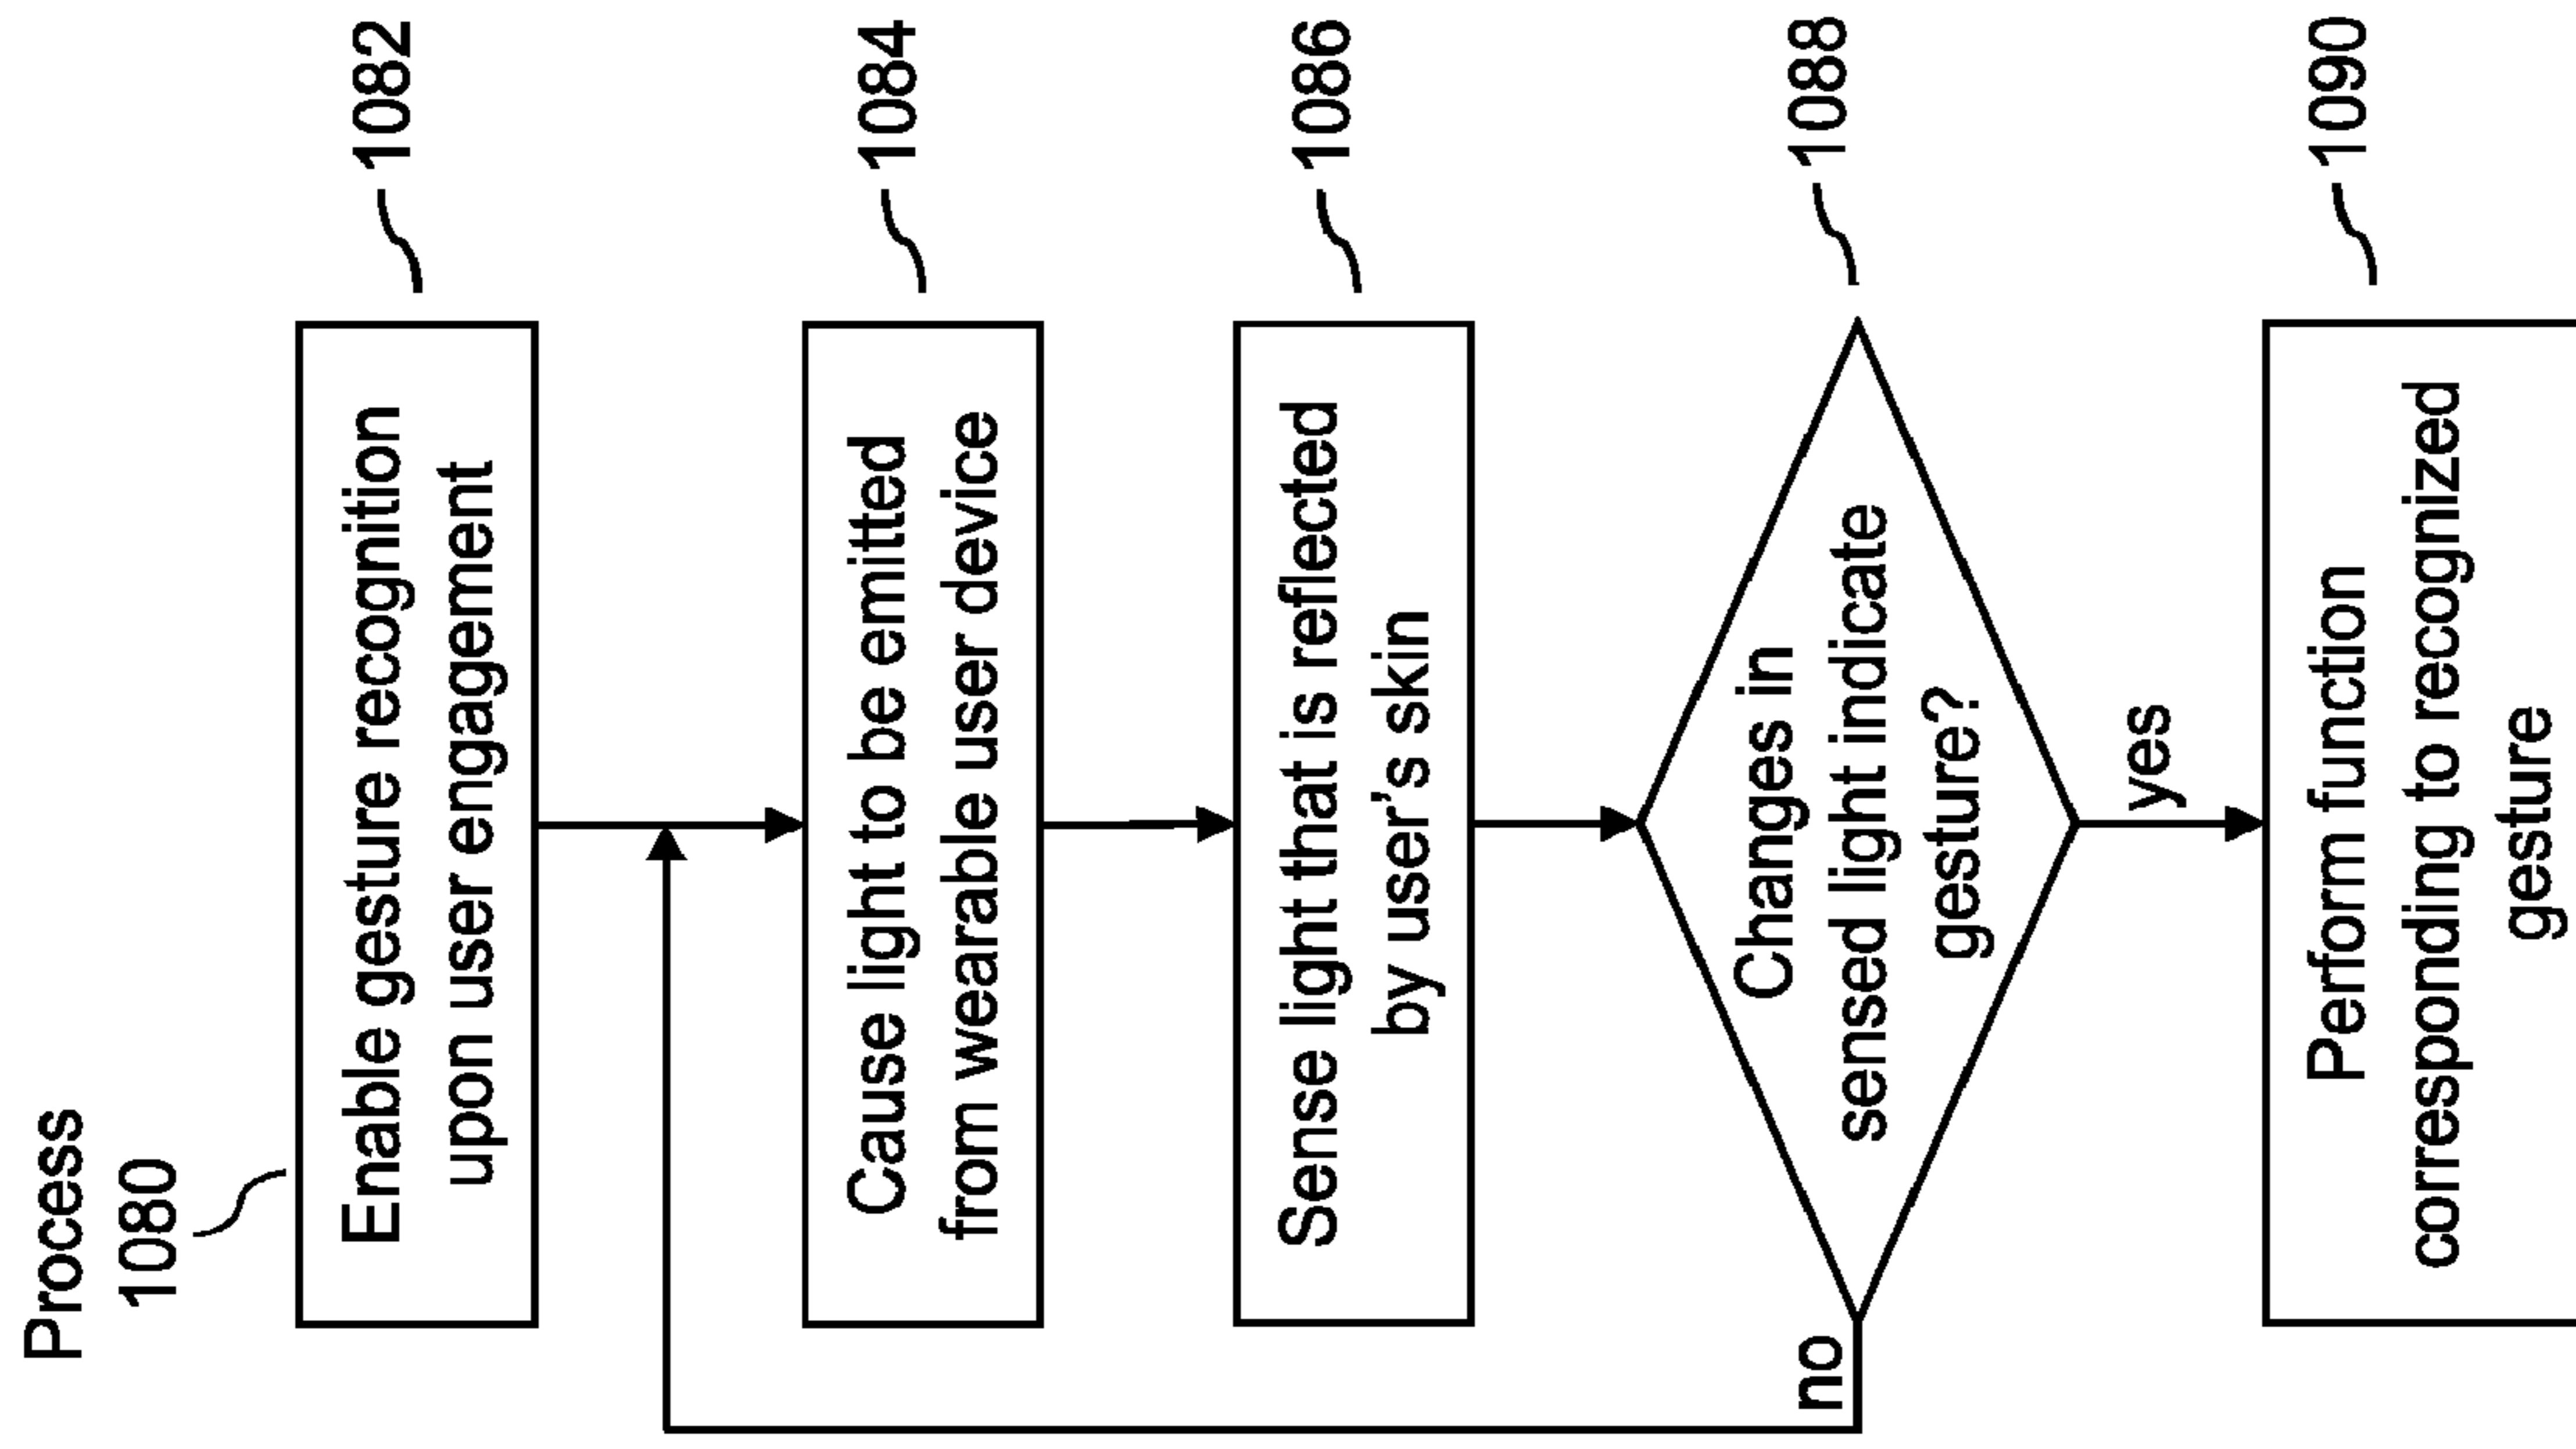 Process
1080
Enable gesture recognition
upon user engagement
1082
Cause light to be emitted
from wearable user device
1084
Sense light that is reflected
by user's skin
1086
Changes in
sensed light indicate
gesture?
1088
no
yes
Perform function
corresponding to recognized
gesture
1090